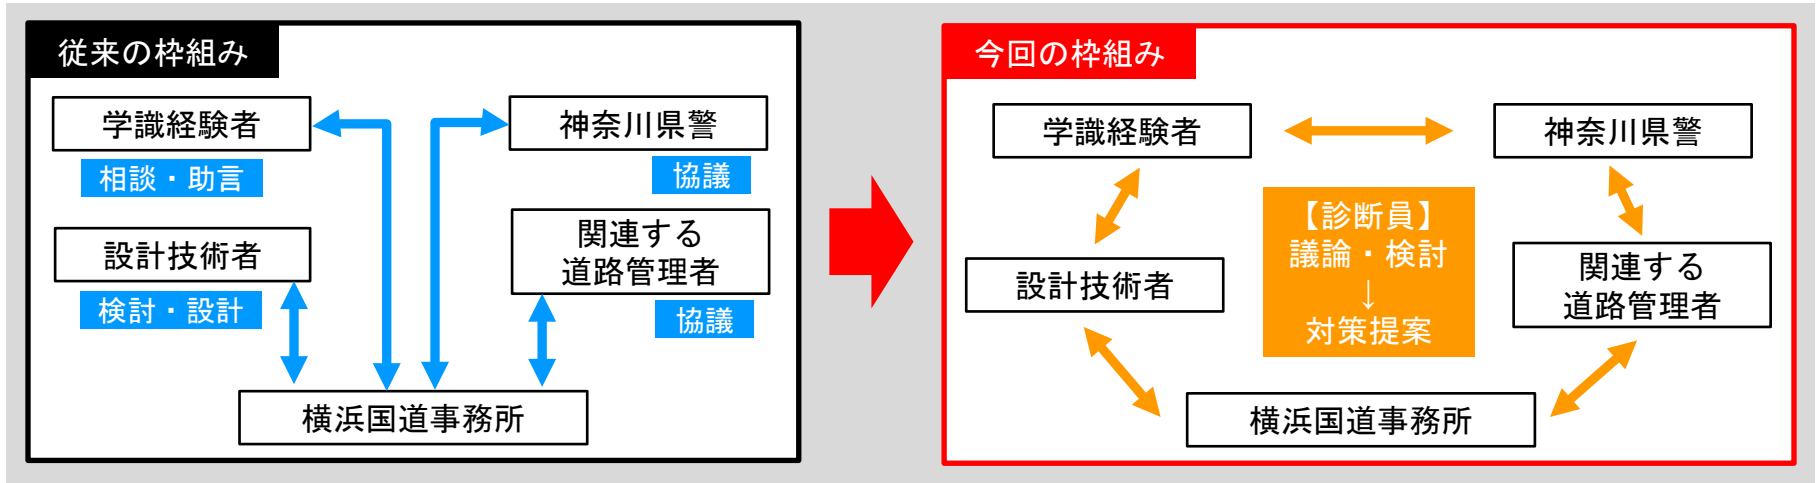 従来の枠組み
学識経験者
相談・助言
神奈川県警
協議
設計技術者
検討・設計
関連する
道路管理者
協議
横浜国道事務所
今回の枠組み
学識経験者
神奈川県警
【診断員】
議論・検討
↓
対策提案
設計技術者
関連する
道路管理者
横浜国道事務所